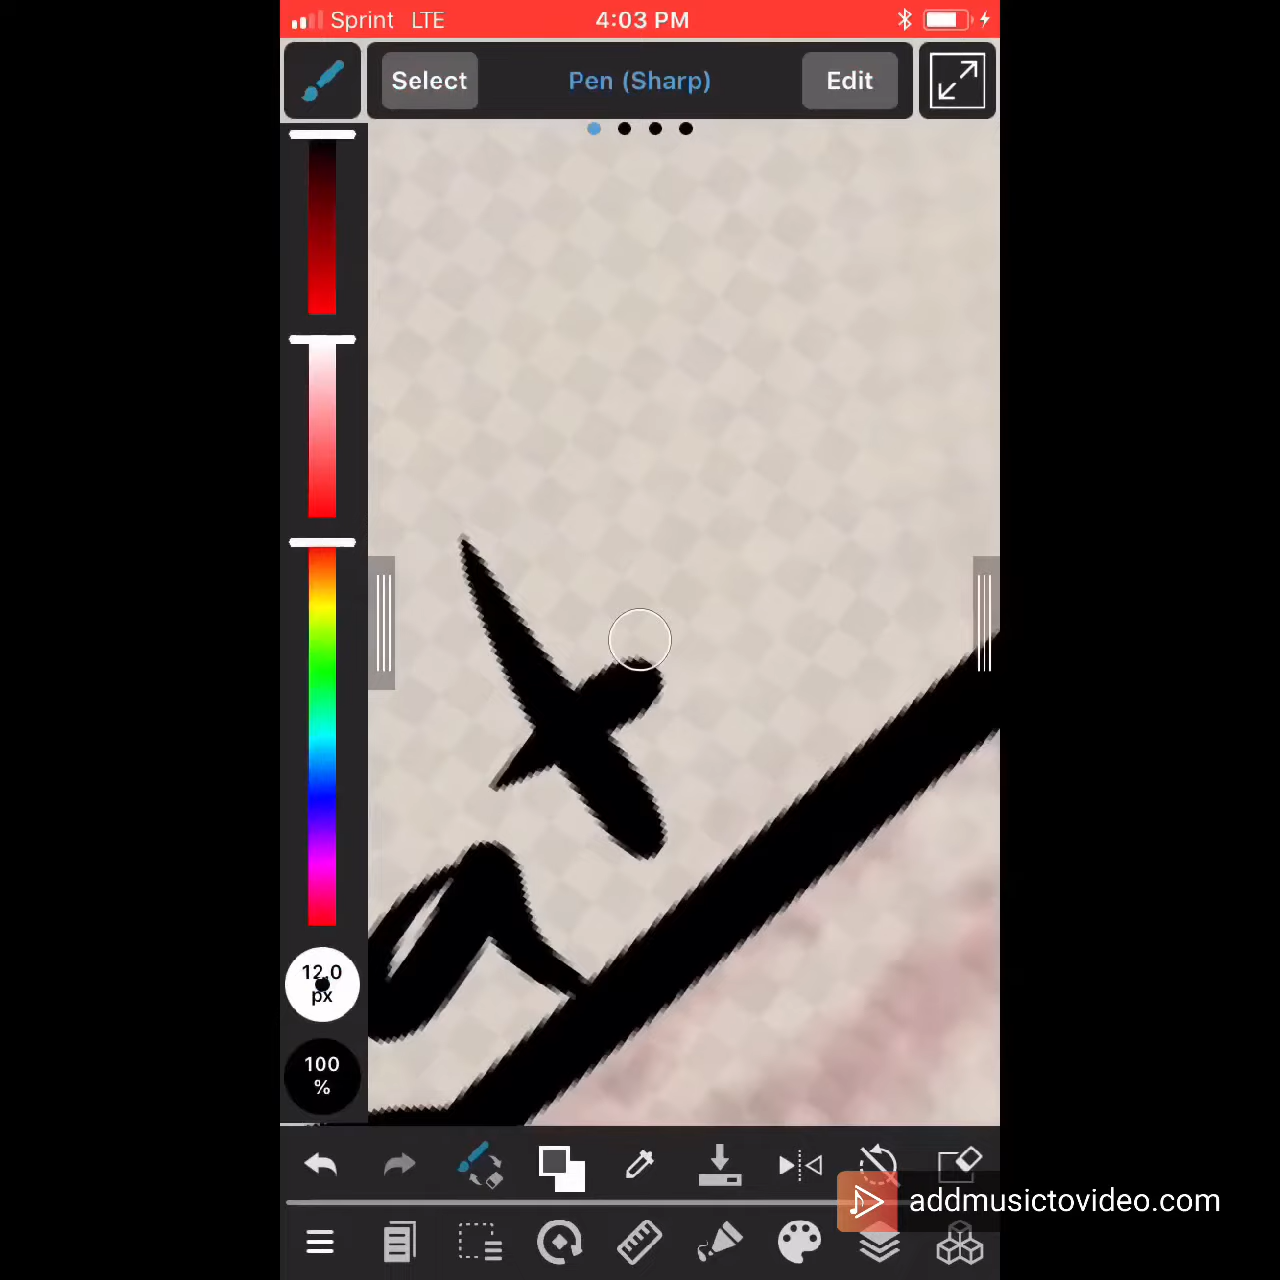 Sprint LTE 4:03 PM
Select Pen (Sharp) Edit
12.0
px
100
%
addmusictovideo.com